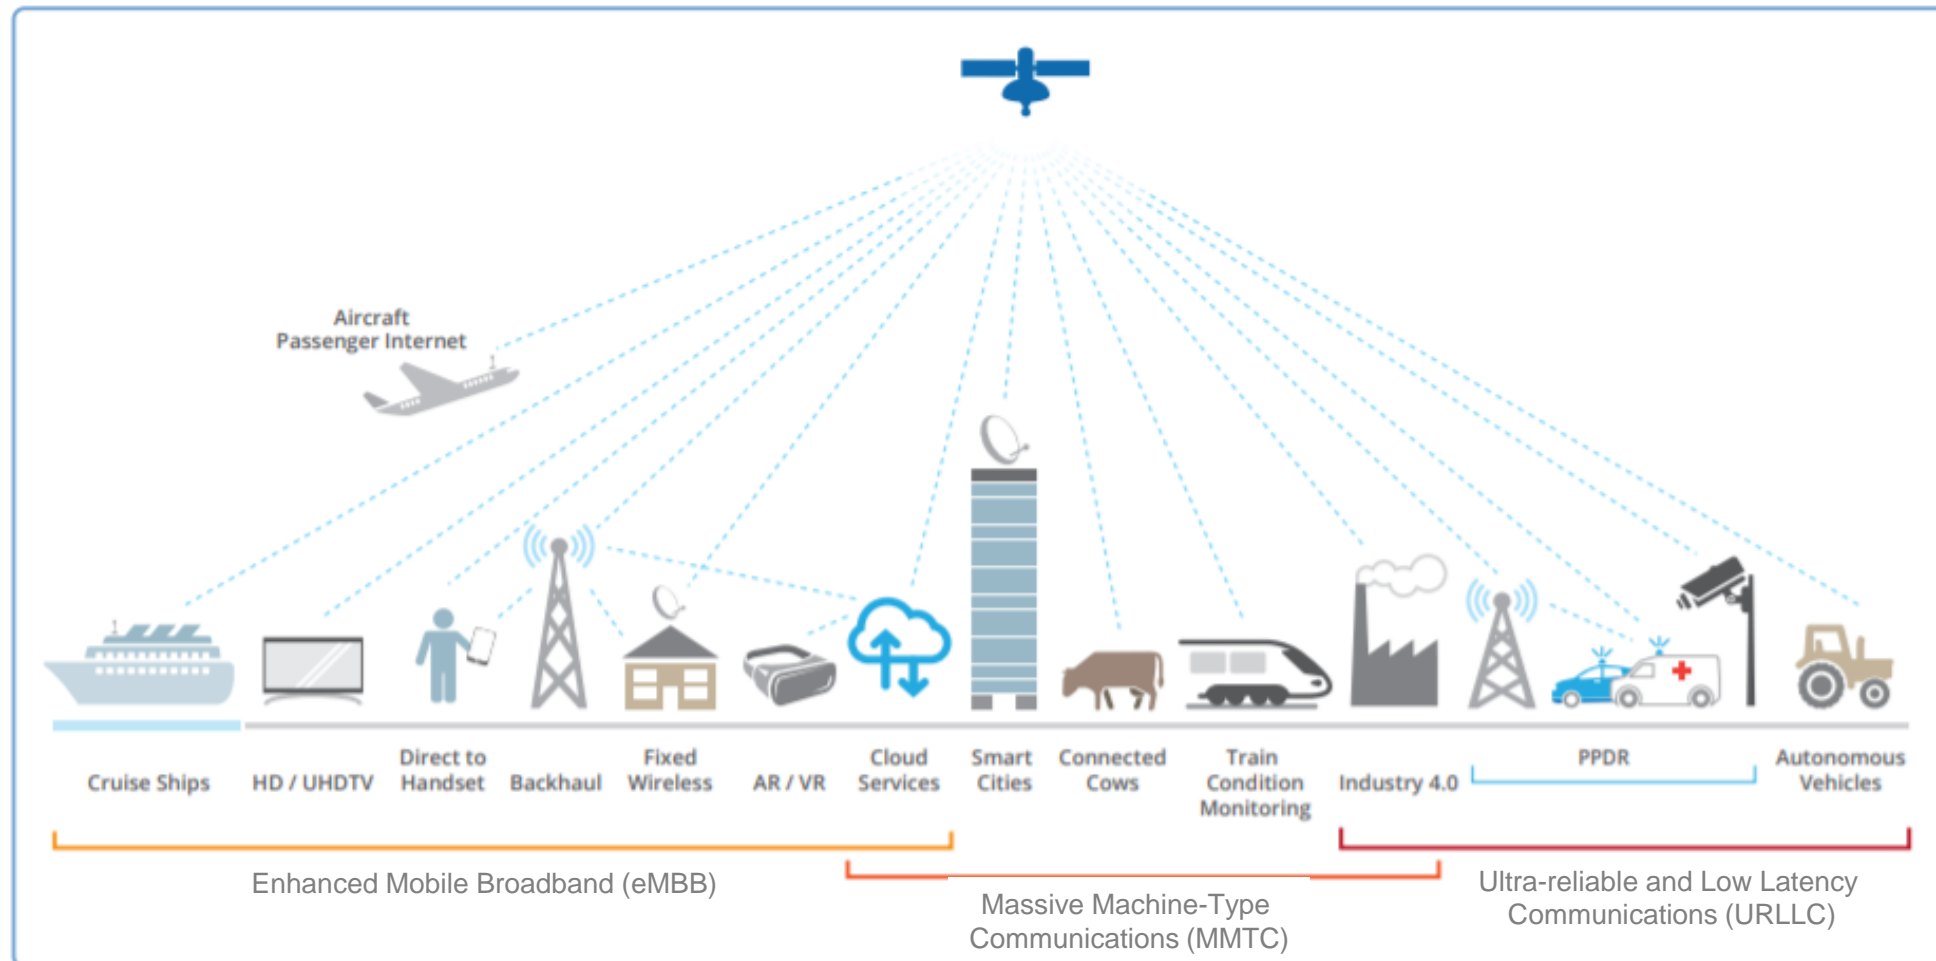 Aircraft
Passenger Internet
Cruise Ships
HD / UHDTV
Direct to
Handset
Backhaul
Fixed
Wireless
AR / VR
Cloud
Services
Smart
Cities
Connected
Cows
Train
Condition
Monitoring
Industry 4.0
PPDR
Autonomous
Vehicles
Enhanced Mobile Broadband (eMBB)
Massive Machine-Type
Communications (MMTC)
Ultra-reliable and Low Latency
Communications (URLLC)